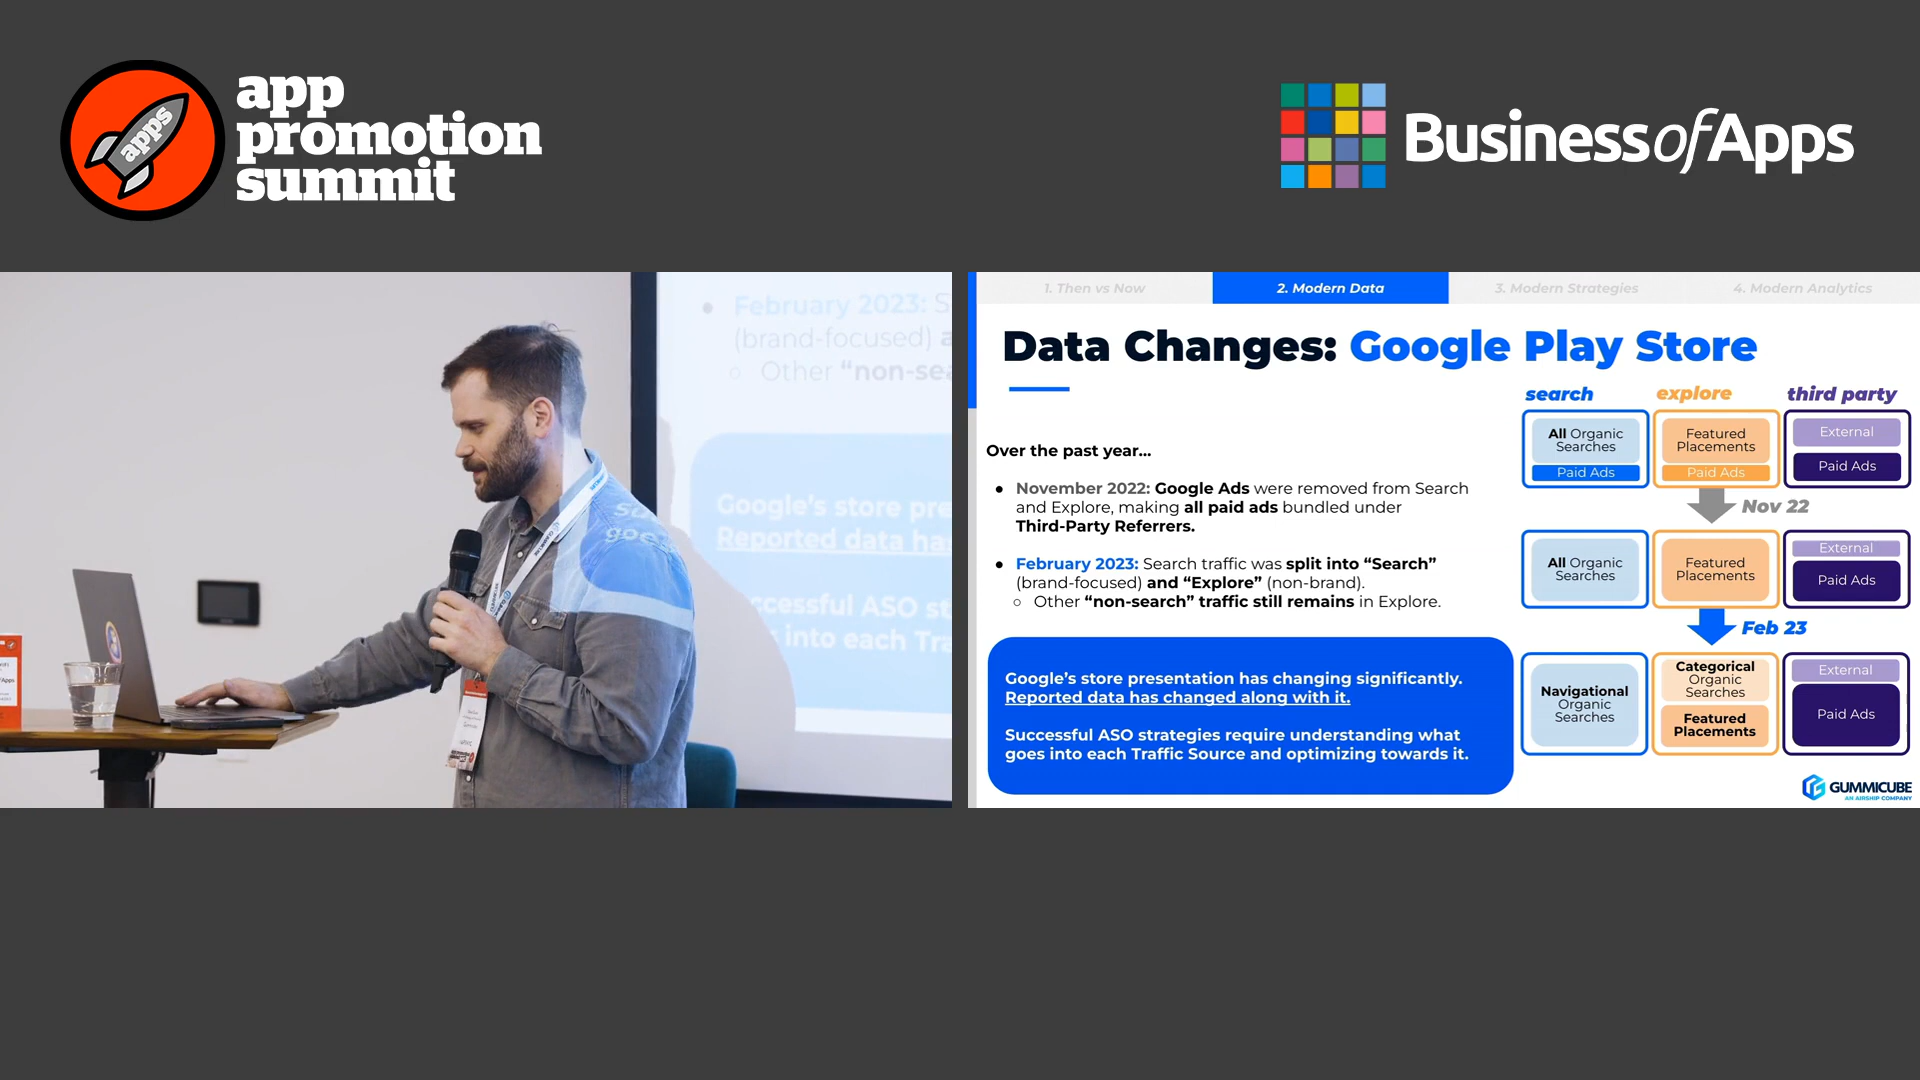 apps
app
promotion
summit
BusinessofApps
February 2023: S
(brand-focused) a
Other “non-sea
Google’s store pre
Reported data has
ccessful ASO st
into each Tra
goe
1. Then vs Now
2. Modern Data
3. Modern Strategies
4. Modern Analytics
Data Changes: Google Play Store
Over the past year...
● November 2022: Google Ads were removed from Search
and Explore, making all paid ads bundled under
Third-Party Referrers.
● February 2023: Search traffic was split into “Search”
(brand-focused) and “Explore” (non-brand).
○ Other “non-search” traffic still remains in Explore.
Google’s store presentation has changing significantly.
Reported data has changed along with it.
Successful ASO strategies require understanding what
goes into each Traffic Source and optimizing towards it.
search
explore
third party
All Organic
Searches
Paid Ads
Featured
Placements
Paid Ads
External
Paid Ads
Nov 22
All Organic
Searches
Featured
Placements
External
Paid Ads
Feb 23
Navigational
Organic
Searches
Categorical
Organic
Searches
Featured
Placements
External
Paid Ads
GUMMICUBE
AN AIRSHIP COMPANY